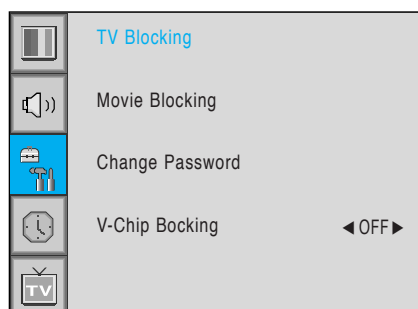 TV Blocking
Movie Blocking
Change Password
V-Chip Bocking ◀ OFF ▶
TV